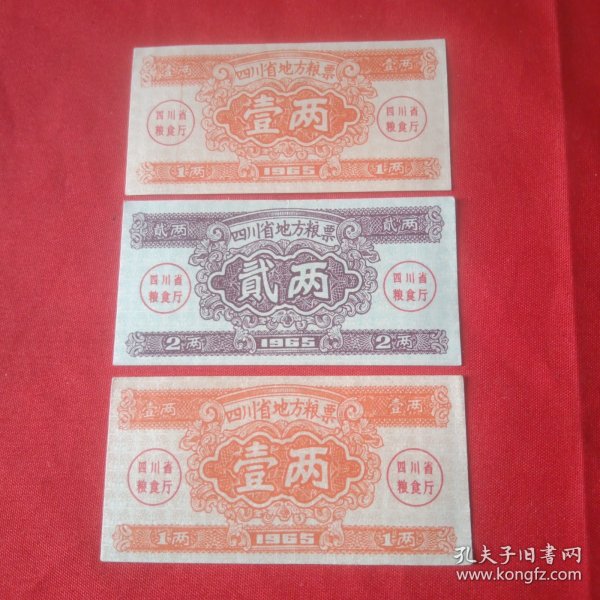 壹两 四川省地方粮票 壹两
四川省 壹两 四川省
粮食厅 粮食厅
1两 1965 1两
貳两 四川省地方粮票 貳两
四川省 貳两 四川省
粮食厅 粮食厅
2两 1965 2两
壹两 四川省地方粮票 壹两
四川省 壹两 四川省
粮食厅 粮食厅
1两 1965 1两
孔夫子旧書网
www.kongfz.com